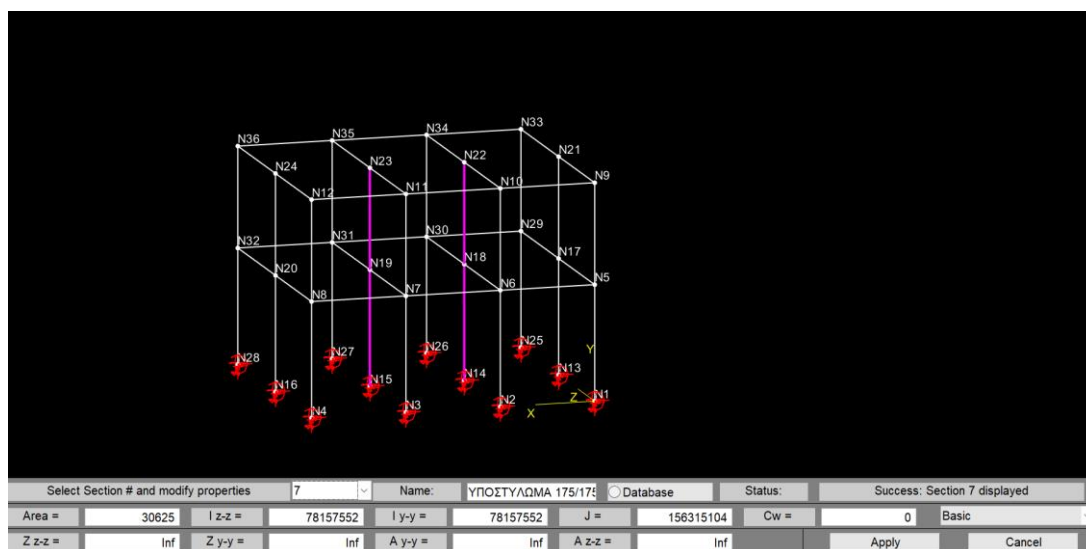 N33
N34
N35
N36
N21
N22
N23
N24
N9
N10
N11
N12
N29
N30
N31
N32
N17
N18
N19
N20
N5
N6
N7
N8
N25
N26
N27
N28
Y
N13
N14
N15
N16
Z N1
N2
N3
N4
X
Select Section # and modify properties 7 Name: ΥΠΟΣΤΥΛΩΜΑ 175/175 Database Status: Success: Section 7 displayed
Area = 30625 I z-z = 78157552 I y-y = 78157552 J = 156315104 Cw = 0 Basic
Z z-z = Inf Z y-y = Inf A y-y = Inf A z-z = Inf Apply Cancel